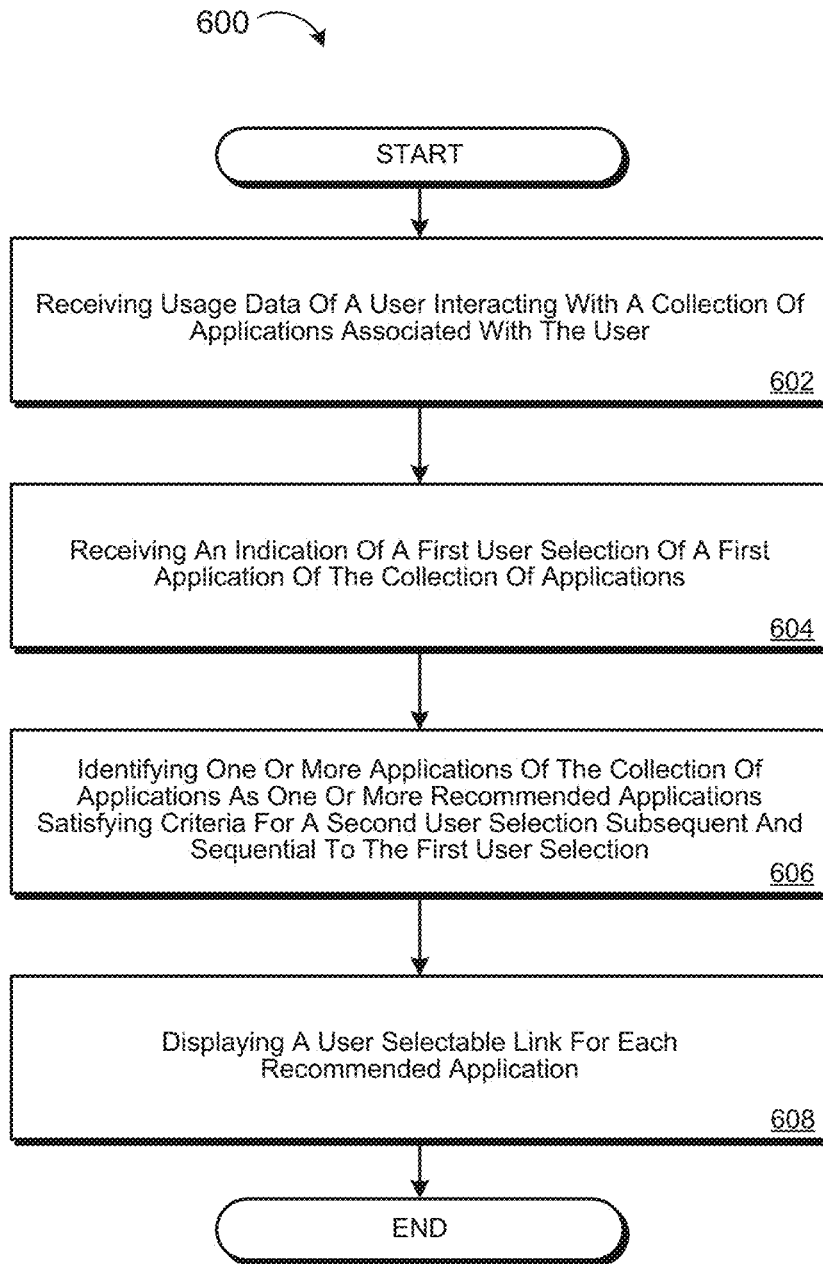 600
START
Receiving Usage Data Of A User Interacting With A Collection Of
Applications Associated With The User
602
Receiving An Indication Of A First User Selection Of A First
Application Of The Collection Of Applications
604
Identifying One Or More Applications Of The Collection Of
Applications As One Or More Recommended Applications
Satisfying Criteria For A Second User Selection Subsequent And
Sequential To The First User Selection
606
Displaying A User Selectable Link For Each
Recommended Application
608
END